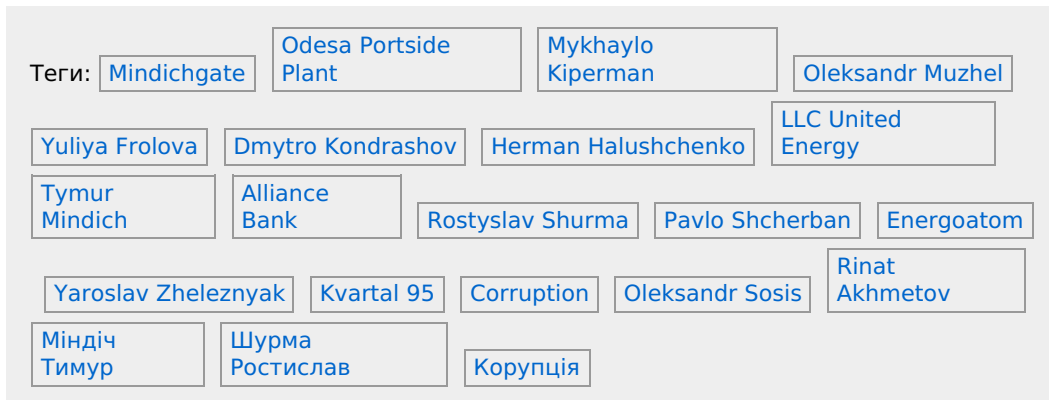 Теги: Mindichgate Odesa Portside Plant Mykhaylo Kiperman Oleksandr Muzhel
Yuliya Frolova Dmytro Kondrashov Herman Halushchenko LLC United Energy
Tymur Mindich Alliance Bank Rostyslav Shurma Pavlo Shcherban Energoatom
Yaroslav Zheleznyak Kvartal 95 Corruption Oleksandr Sosis Rinat Akhmetov
Міндіч Тимур Шурма Ростислав Корупція